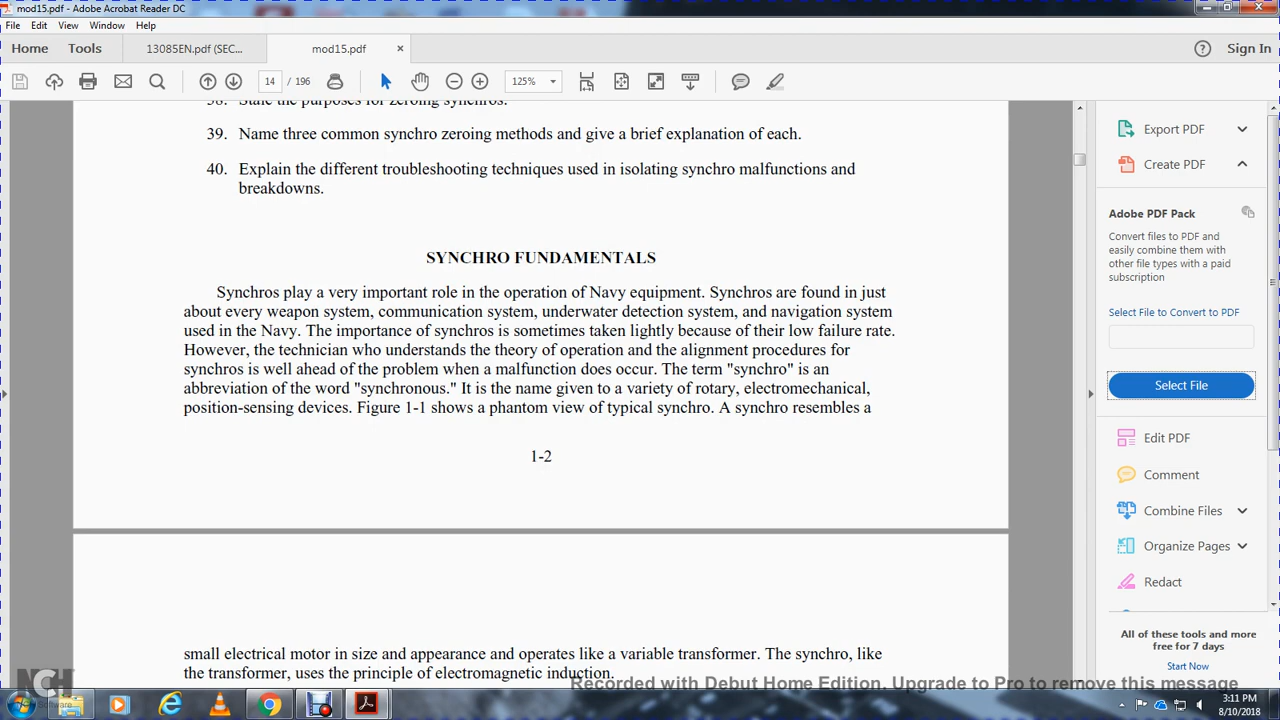 mod15.pdf - Adobe Acrobat Reader DC
File Edit View Window Help
Home Tools 13085EN.pdf (SEC... mod15.pdf × Sign In
14 / 196 125%
38. State the purposes for zeroing synchros.
39. Name three common synchro zeroing methods and give a brief explanation of each.
40. Explain the different troubleshooting techniques used in isolating synchro malfunctions and
breakdowns.
SYNCHRO FUNDAMENTALS
Synchros play a very important role in the operation of Navy equipment. Synchros are found in just
about every weapon system, communication system, underwater detection system, and navigation system
used in the Navy. The importance of synchros is sometimes taken lightly because of their low failure rate.
However, the technician who understands the theory of operation and the alignment procedures for
synchros is well ahead of the problem when a malfunction does occur. The term "synchro" is an
abbreviation of the word "synchronous." It is the name given to a variety of rotary, electromechanical,
position-sensing devices. Figure 1-1 shows a phantom view of typical synchro. A synchro resembles a
1-2
small electrical motor in size and appearance and operates like a variable transformer. The synchro, like
the transformer, uses the principle of electromagnetic induction.
Export PDF
Create PDF
Adobe PDF Pack
Convert files to PDF and
easily combine them with
other file types with a paid
subscription
Select File to Convert to PDF
Select File
Edit PDF
Comment
Combine Files
Organize Pages
Redact
All of these tools and more
free for 7 days
Start Now
Recorded with Debut Home Edition. Upgrade to Pro to remove this message
NCH
Software
3:11 PM
8/10/2018